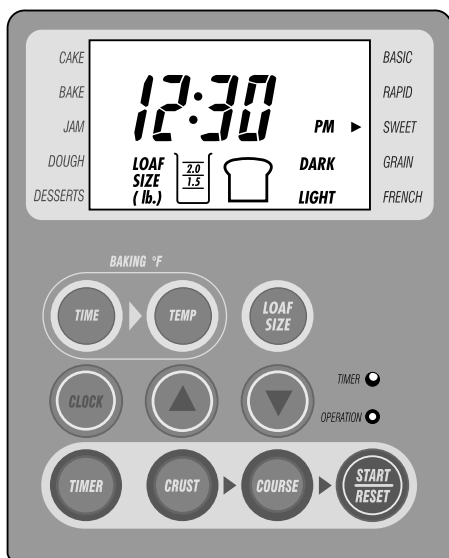 CAKE
BAKE
JAM
DOUGH
DESSERTS
12:30
PM
LOAF
SIZE
(lb.)
2.0
1.5
DARK
LIGHT
BASIC
RAPID
SWEET
GRAIN
FRENCH
BAKING °F
TIME
TEMP
LOAF
SIZE
CLOCK
TIMER
OPERATION
TIMER
CRUST
COURSE
START
RESET